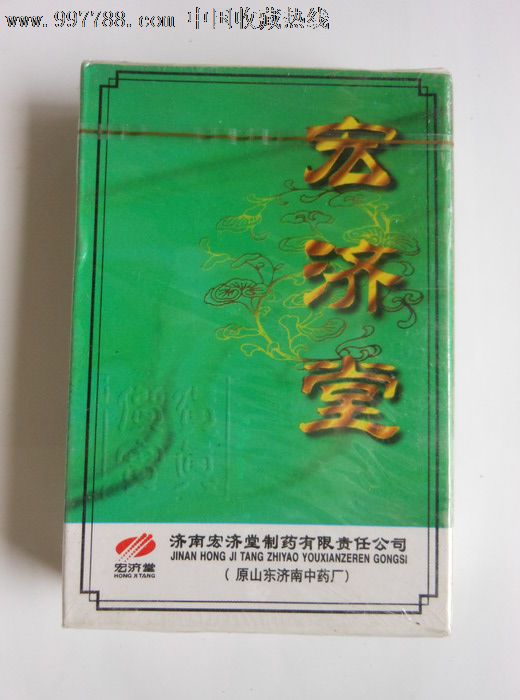 www.997788.com 中国收藏热线
宏济堂
宏济堂
HONG JI TANG
济南宏济堂制药有限责任公司
JINAN HONG JI TANG ZHIYAO YOUXIANZEREN GONGSI
（原山东济南中药厂）